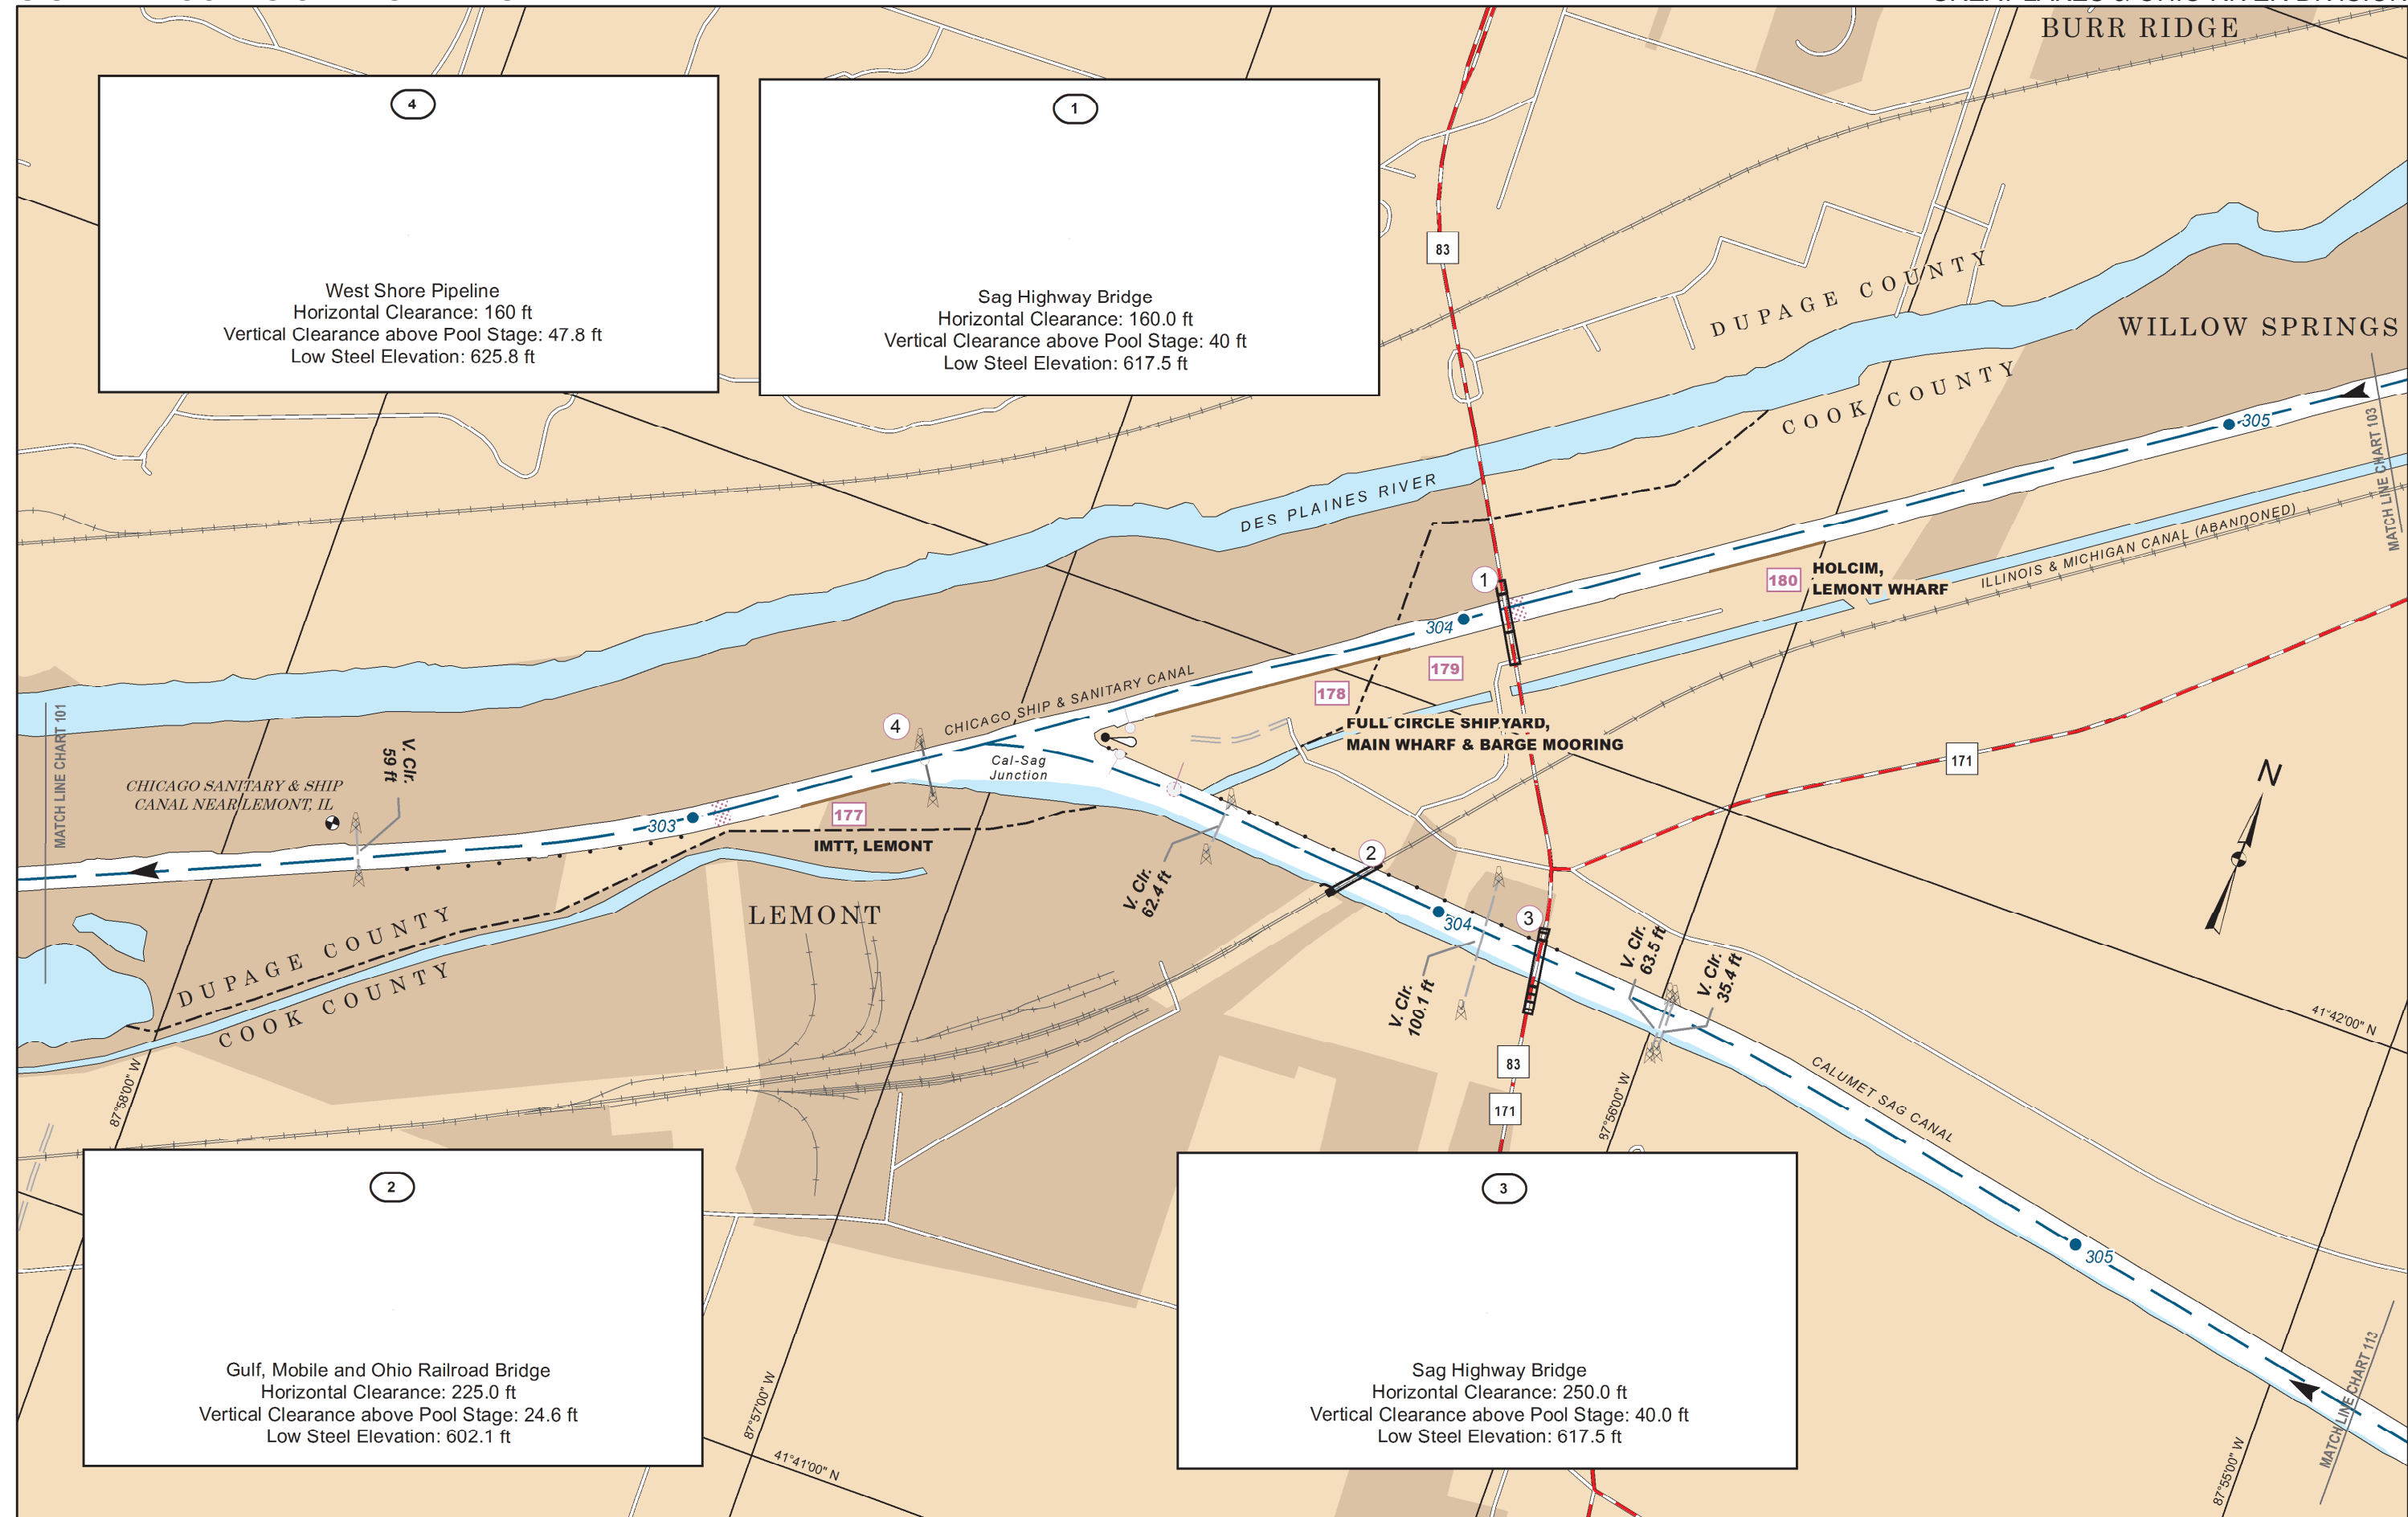 BURR RIDGE
4
West Shore Pipeline
Horizontal Clearance: 160 ft
Vertical Clearance above Pool Stage: 47.8 ft
Low Steel Elevation: 625.8 ft
1
Sag Highway Bridge
Horizontal Clearance: 160.0 ft
Vertical Clearance above Pool Stage: 40 ft
Low Steel Elevation: 617.5 ft
83
DUPAGE COUNTY
COOK COUNTY
WILLOW SPRINGS
305
MATCH LINE CHART 103
DES PLAINES RIVER
ILLINOIS & MICHIGAN CANAL (ABANDONED)
1
180
HOLCIM,
LEMONT WHARF
304
179
178
CHICAGO SHIP & SANITARY CANAL
FULL CIRCLE SHIPYARD,
MAIN WHARF & BARGE MOORING
4
Cal-Sag
Junction
171
N
MATCH LINE CHART 101
V. Clr.
59 ft
CHICAGO SANITARY & SHIP
CANAL NEAR LEMONT, IL
303
177
IMTT, LEMONT
2
V. Clr.
62.4 ft
LEMONT
304
3
DUPAGE COUNTY
COOK COUNTY
V. Clr.
100.1 ft
V. Clr.
63.5 ft
V. Clr.
35.4 ft
41°42'00" N
83
171
87°58'00" W
87°56'00" W
CALUMET SAG CANAL
305
2
Gulf, Mobile and Ohio Railroad Bridge
Horizontal Clearance: 225.0 ft
Vertical Clearance above Pool Stage: 24.6 ft
Low Steel Elevation: 602.1 ft
3
Sag Highway Bridge
Horizontal Clearance: 250.0 ft
Vertical Clearance above Pool Stage: 40.0 ft
Low Steel Elevation: 617.5 ft
87°57'00" W
41°41'00" N
MATCH LINE CHART 113
87°55'00" W